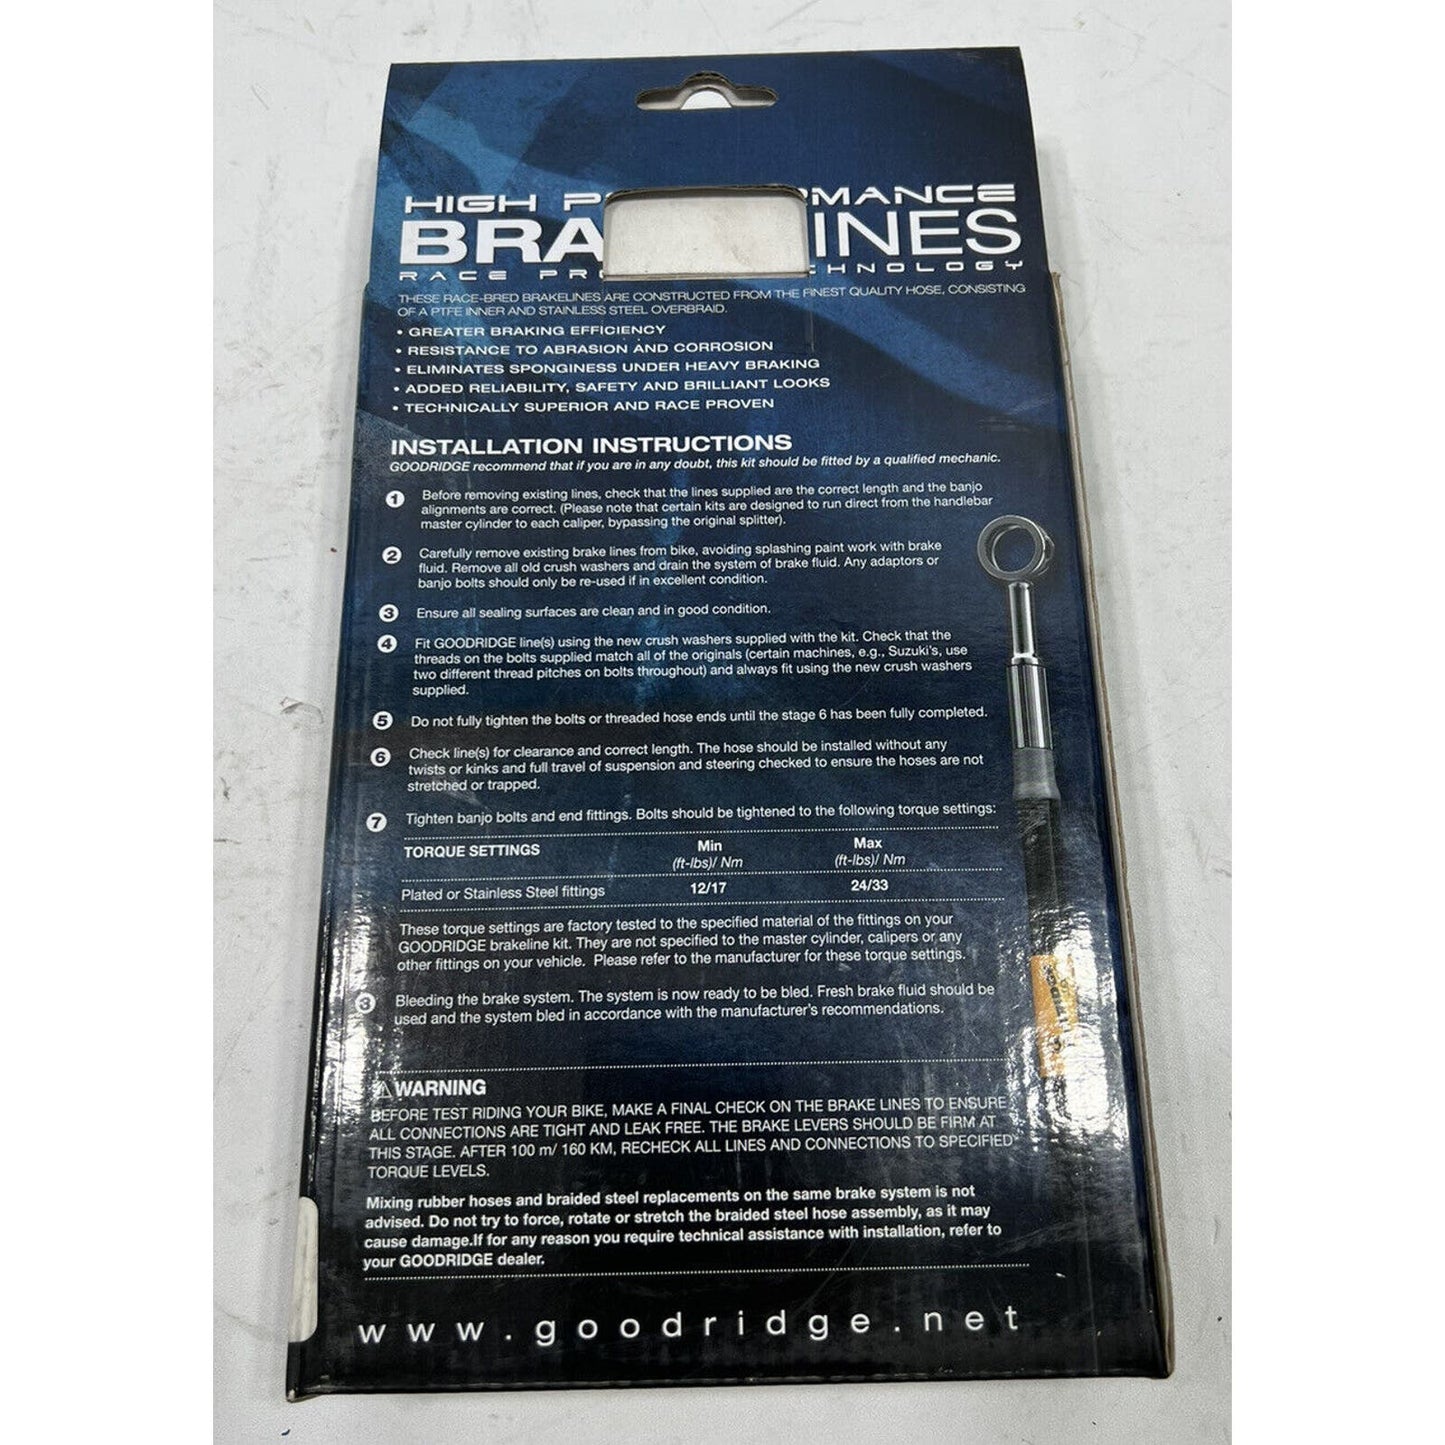 HIGH P   RMANCE
BRA   INES
RACE PR   CHNOLOGY
THESE RACE-BRED BRAKELINES ARE CONSTRUCTED FROM THE FINEST QUALITY HOSE, CONSISTING
OF A PTFE INNER AND STAINLESS STEEL OVERBRAID.
• GREATER BRAKING EFFICIENCY
• RESISTANCE TO ABRASION AND CORROSION
• ELIMINATES SPONGINESS UNDER HEAVY BRAKING
• ADDED RELIABILITY, SAFETY AND BRILLIANT LOOKS
• TECHNICALLY SUPERIOR AND RACE PROVEN
INSTALLATION INSTRUCTIONS
GOODRIDGE recommend that if you are in any doubt, this kit should be fitted by a qualified mechanic.
1 Before removing existing lines, check that the lines supplied are the correct length and the banjo
alignments are correct. (Please note that certain kits are designed to run direct from the handlebar
master cylinder to each caliper, bypassing the original splitter).
2 Carefully remove existing brake lines from bike, avoiding splashing paint work with brake
fluid. Remove all old crush washers and drain the system of brake fluid. Any adaptors or
banjo bolts should only be re-used if in excellent condition.
3 Ensure all sealing surfaces are clean and in good condition.
4 Fit GOODRIDGE line(s) using the new crush washers supplied with the kit. Check that the
threads on the bolts supplied match all of the originals (certain machines, e.g., Suzuki's, use
two different thread pitches on bolts throughout) and always fit using the new crush washers
supplied.
5 Do not fully tighten the bolts or threaded hose ends until the stage 6 has been fully completed.
6 Check line(s) for clearance and correct length. The hose should be installed without any
twists or kinks and full travel of suspension and steering checked to ensure the hoses are not
stretched or trapped.
7 Tighten banjo bolts and end fittings. Bolts should be tightened to the following torque settings:
TORQUE SETTINGS Min Max
(ft-lbs)/ Nm (ft-lbs)/ Nm
Plated or Stainless Steel fittings 12/17 24/33
These torque settings are factory tested to the specified material of the fittings on your
GOODRIDGE brakeline kit. They are not specified to the master cylinder, calipers or any
other fittings on your vehicle. Please refer to the manufacturer for these torque settings.
Bleeding the brake system. The system is now ready to be bled. Fresh brake fluid should be
used and the system bled in accordance with the manufacturer's recommendations.
⚠WARNING
BEFORE TEST RIDING YOUR BIKE, MAKE A FINAL CHECK ON THE BRAKE LINES TO ENSURE
ALL CONNECTIONS ARE TIGHT AND LEAK FREE. THE BRAKE LEVERS SHOULD BE FIRM AT
THIS STAGE. AFTER 100 m/ 160 KM, RECHECK ALL LINES AND CONNECTIONS TO SPECIFIED
TORQUE LEVELS.
Mixing rubber hoses and braided steel replacements on the same brake system is not
advised. Do not try to force, rotate or stretch the braided steel hose assembly, as it may
cause damage.If for any reason you require technical assistance with installation, refer to
your GOODRIDGE dealer.
www.goodridge.net